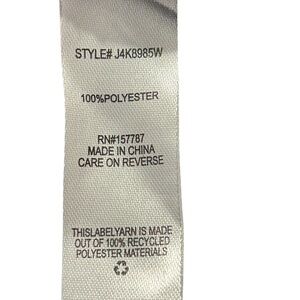 STYLE# J4K8985W
100%POLYESTER
RN#157787
MADE IN CHINA
CARE ON REVERSE
THISLABELYARN IS MADE
OUT OF 100% RECYCLED
POLYESTER MATERIALS